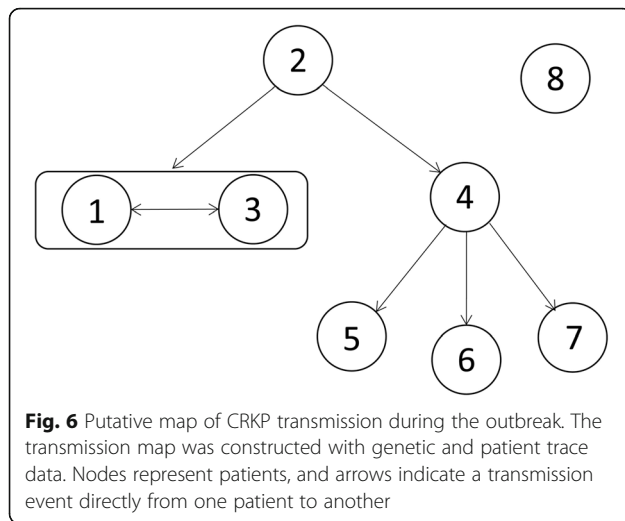 2
8
1
3
4
5
6
7
Fig. 6 Putative map of CRKP transmission during the outbreak. The
transmission map was constructed with genetic and patient trace
data. Nodes represent patients, and arrows indicate a transmission
event directly from one patient to another